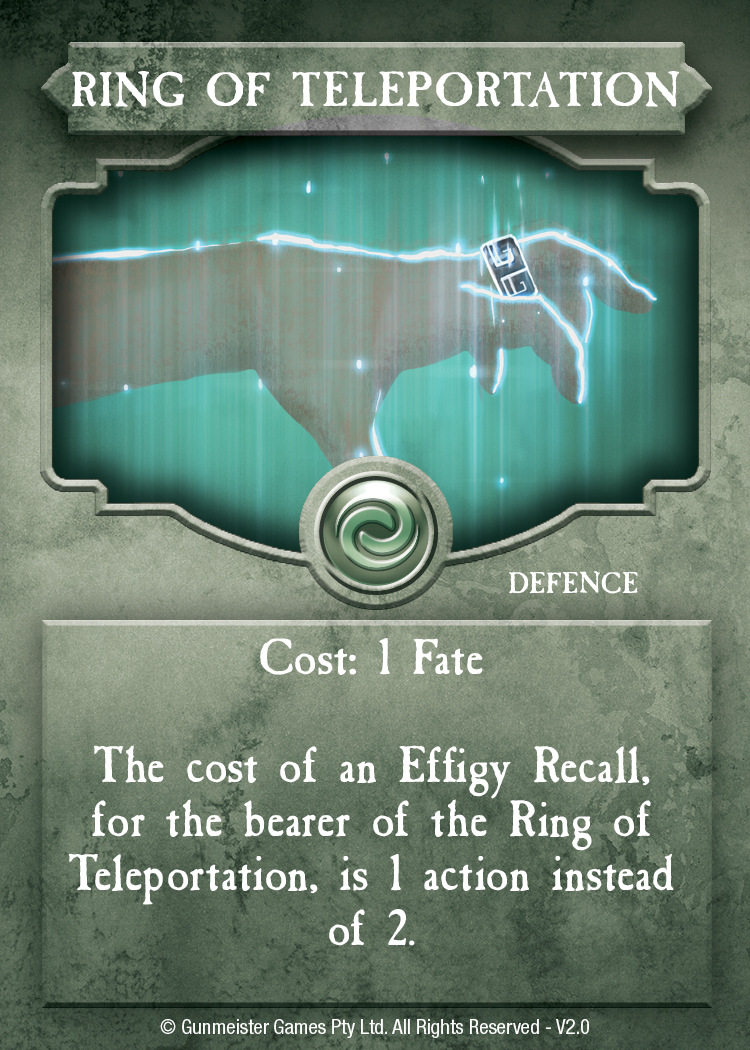 RING OF TELEPORTATION
DEFENCE
Cost: 1 Fate
The cost of an Effigy Recall,
for the bearer of the Ring of
Teleportation, is 1 action instead
of 2.
© Gunmeister Games Pty Ltd. All Rights Reserved - V2.0